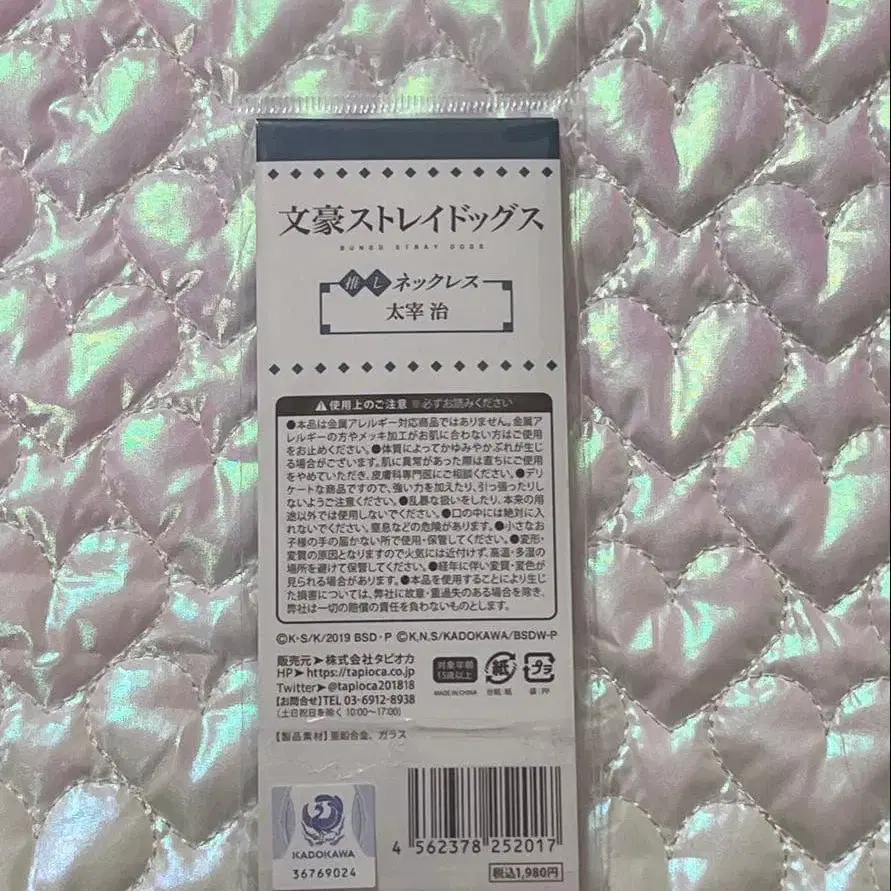 文豪ストレイドッグス
BUNGO STRAY DOGS
推し ネックレス
太宰 治
⚠使用上のご注意 ※必ずお読みください
●本品は金属アレルギー対応商品ではありません。金属ア
レルギーの方やメッキ加工がお肌に合わない方はご使用
をお止めください。●体質によってかゆみやかぶれが生じ
る場合がございます。肌に異常があった際は直ちにご使用
をやめていただき、皮膚科専門医にご相談ください。●デリ
ケートな商品ですので、強い力を加えたり、引っ張ったりし
ないようご注意ください。●乱暴な扱いをしたり、本来の用
途以外では使用しないでください。●口の中には絶対に入
れないでください。窒息などの危険があります。●小さなお
子様の手の届かない所で使用・保管してください。●変形・
変質の原因となりますので火気には近付けず、高温・多湿の
場所を避けて保管してください。●経年に伴い変質・変色が
見られる場合があります。●本品を使用することにより生じ
た損害については、弊社に故意・重過失のある場合を除き、
弊社は一切の賠償の責任を負わないものとします。
©K・S/K/2019 BSD・P ©K,N,S/KADOKAWA/BSDW-P
販売元➤株式会社タピオカ
HP➤https://tapioca.co.jp
Twitter➤@tapioca201818
【お問合せ】TEL 03-6912-8938
(土日祝日を除く 10:00～17:00)
対象年齢
15歳以上
MADE IN CHINA
紙
台紙:紙
プラ
袋:PP
【製品素材】亜鉛合金、ガラス
KADOKAWA
36769024
4 562378 252017
税込1,980円